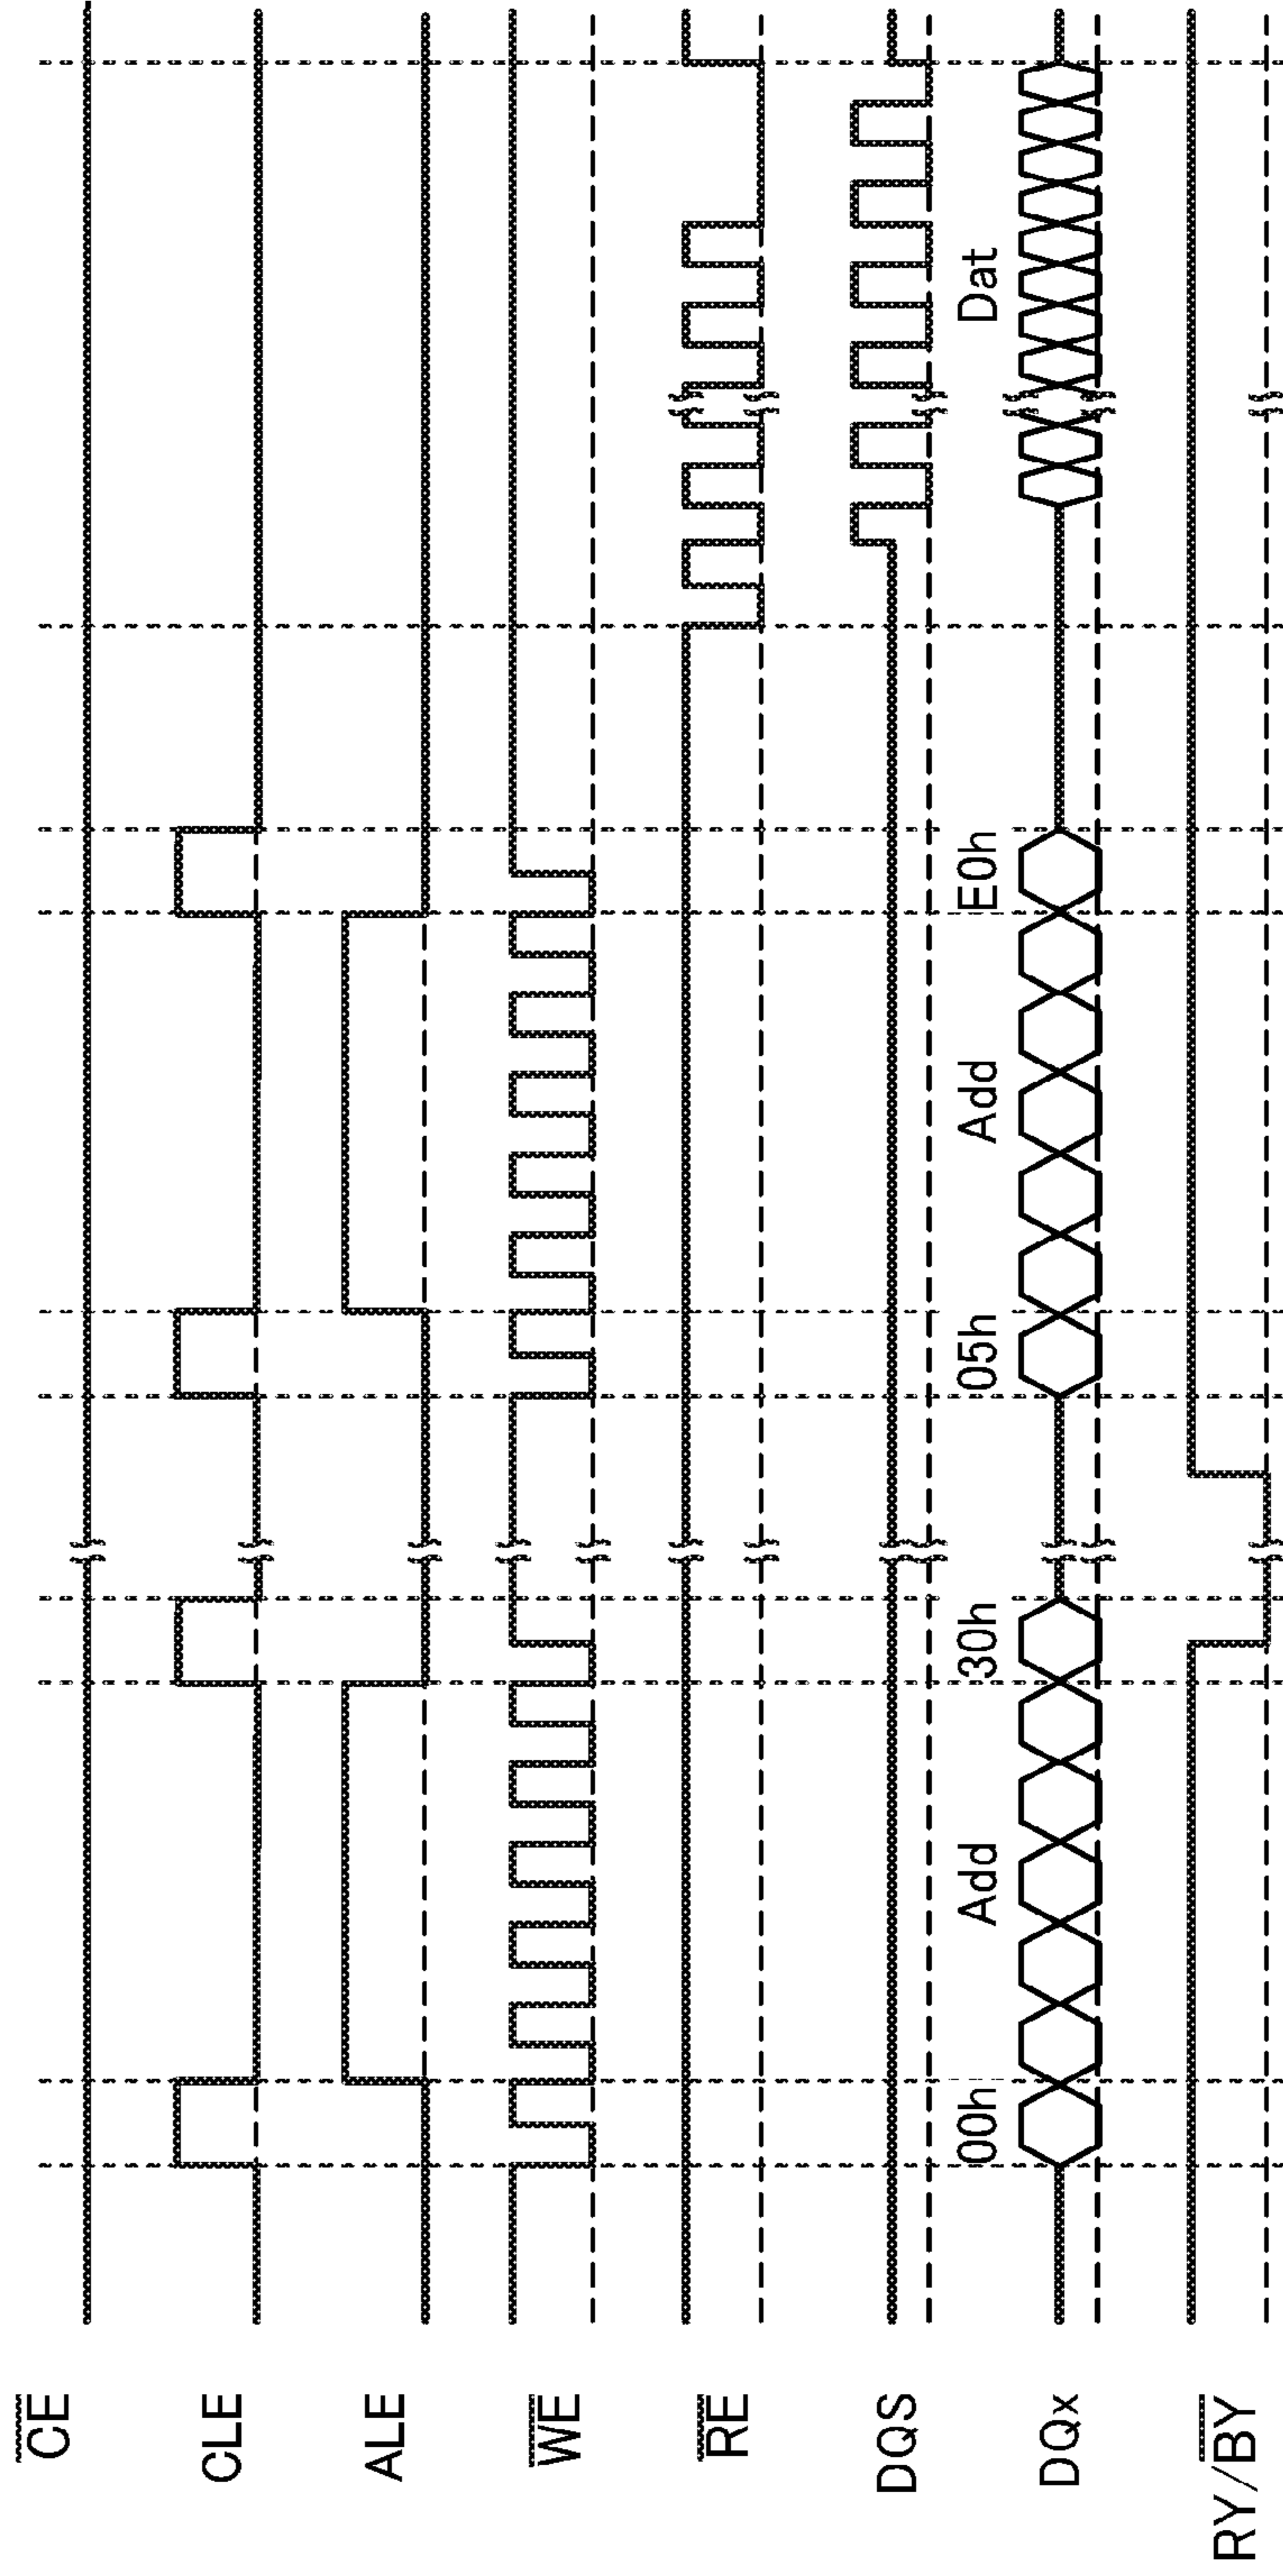 CE
CLE
ALE
WE
RE
DQS
DQx
00h Add 30h 05h Add E0h Dat
RY/BY